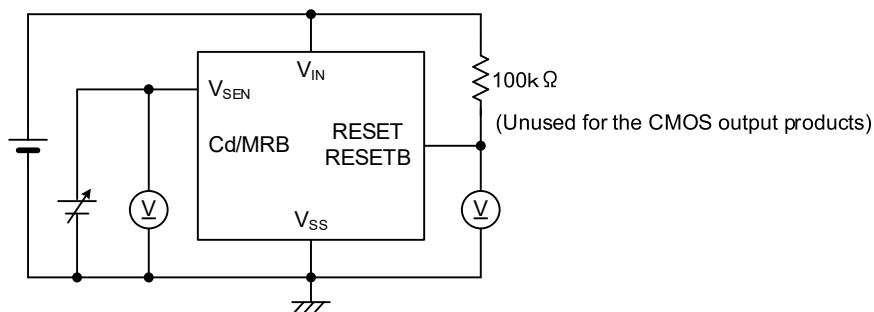 V_IN
V_SEN
100kΩ
(Unused for the CMOS output products)
Cd/MRB
RESET
RESETB
V
V
V_SS